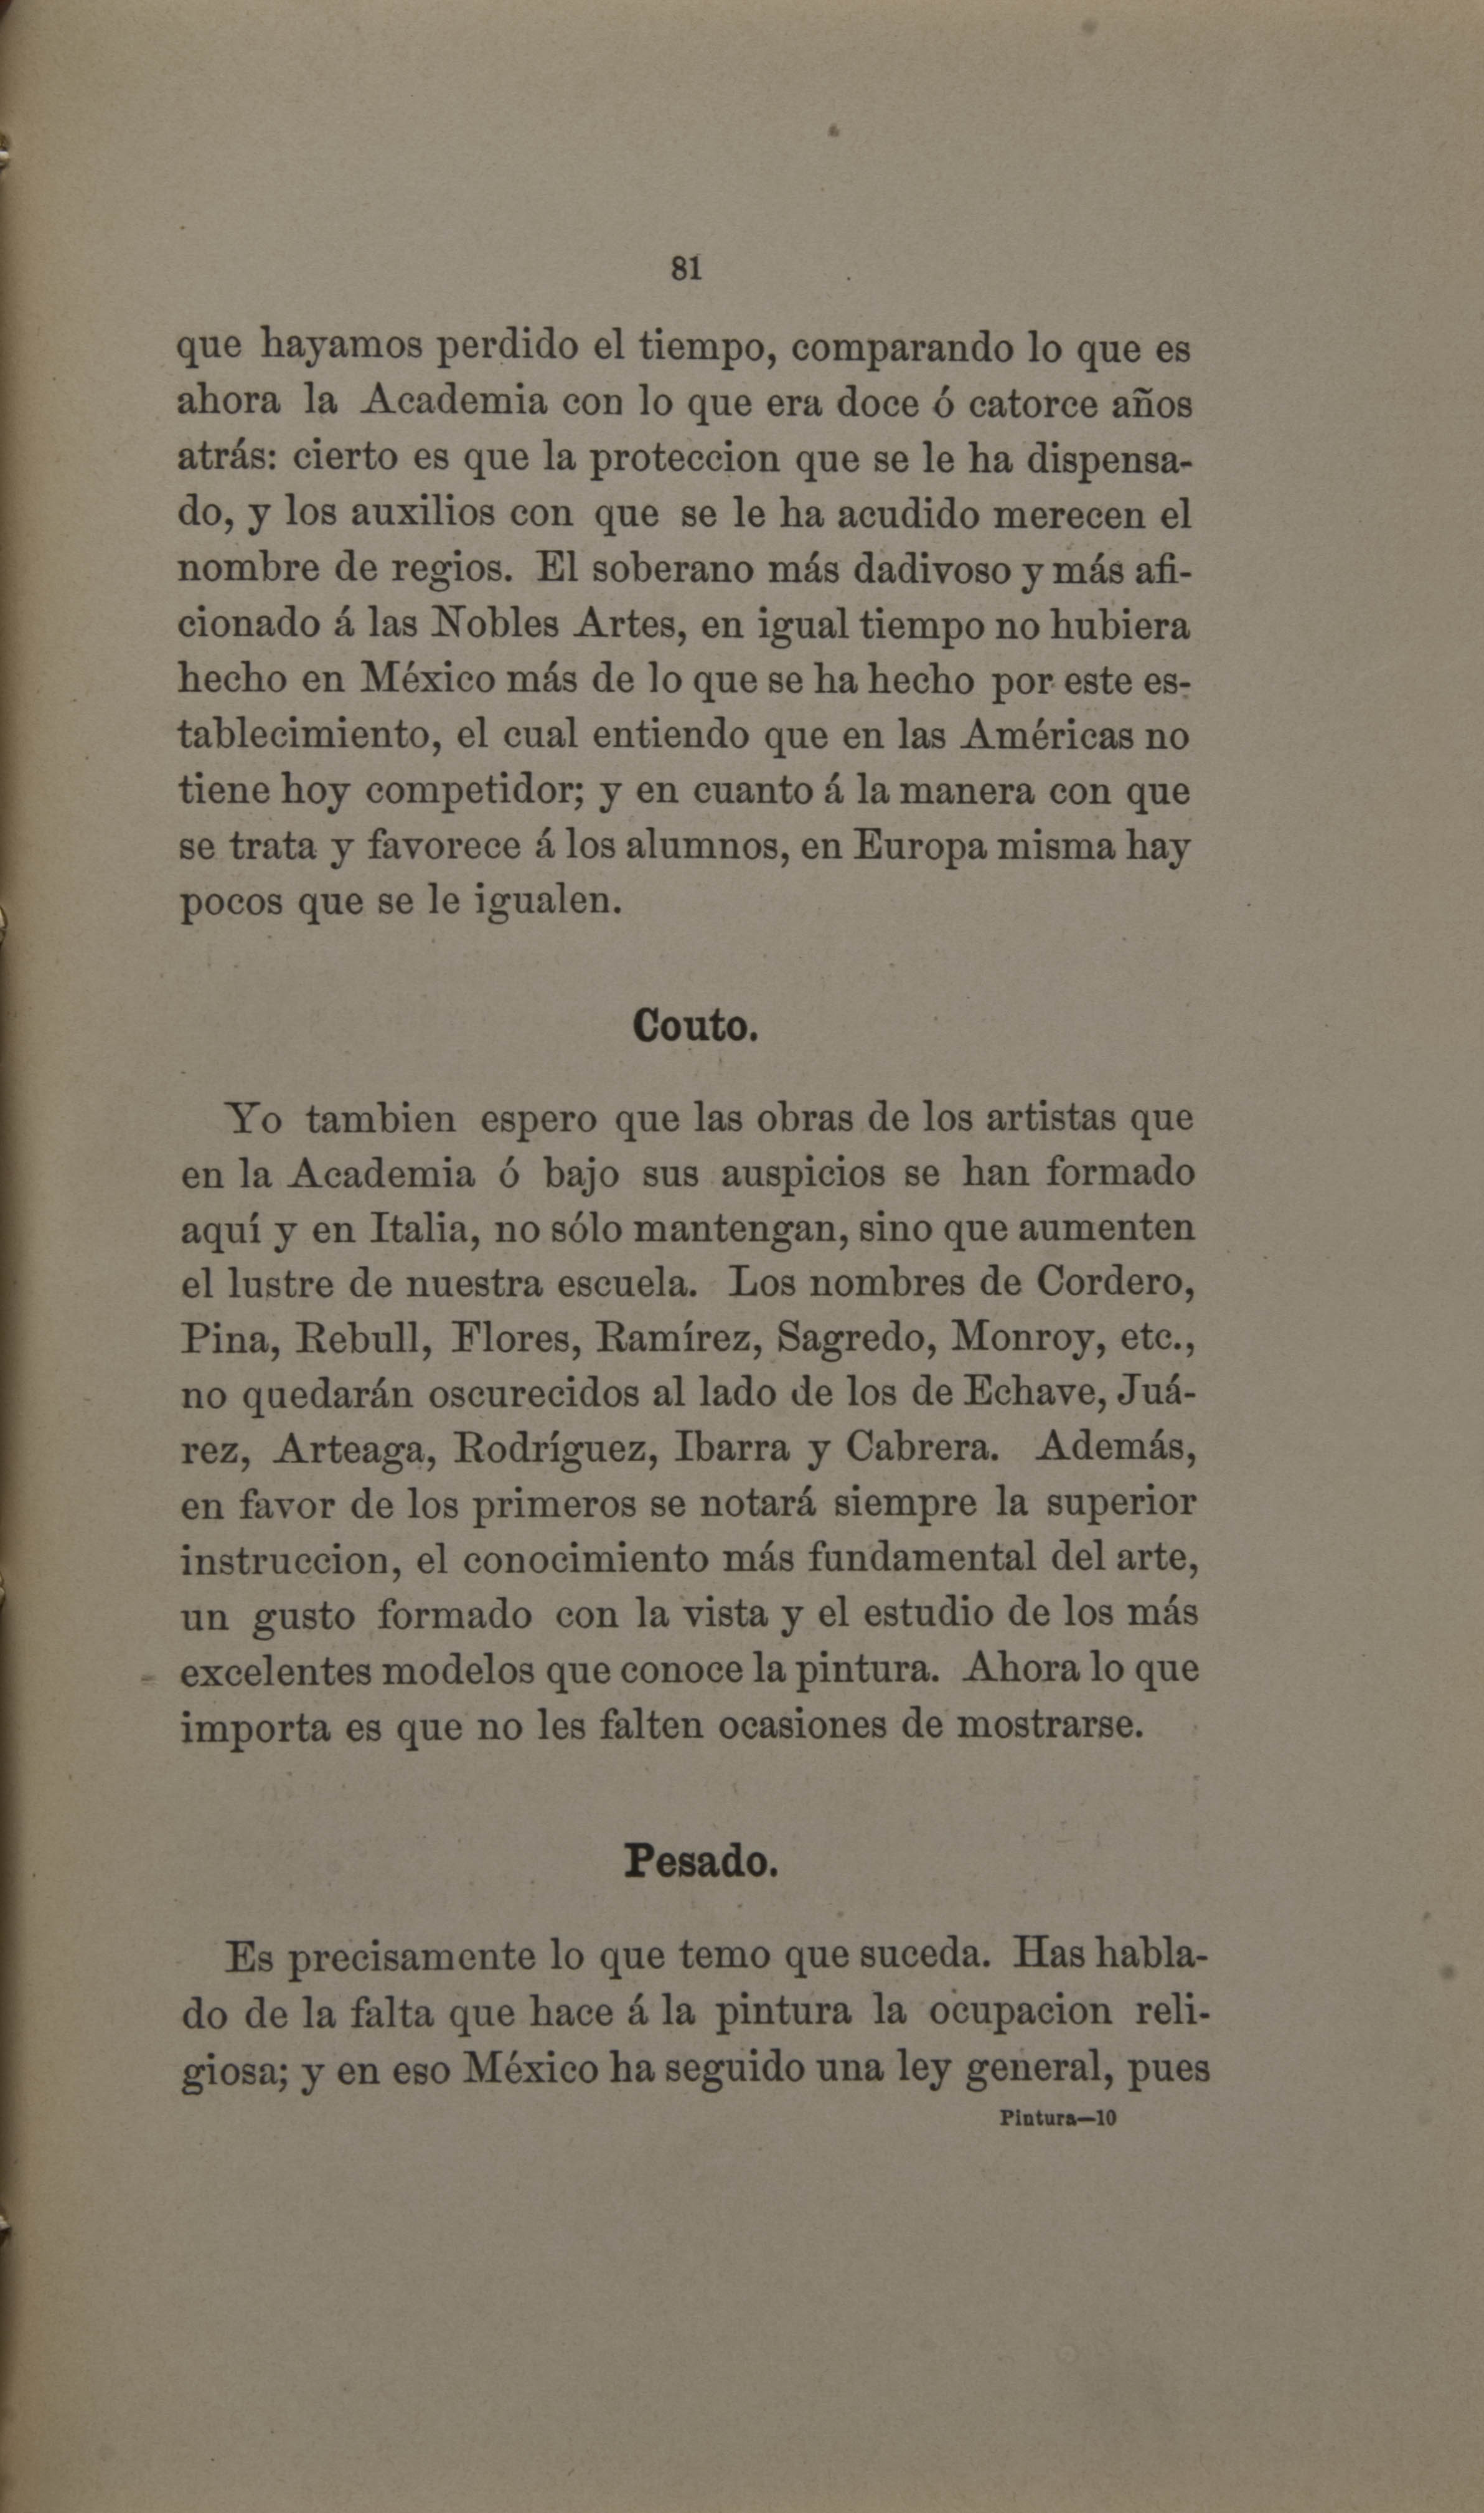 81
que hayamos perdido el tiempo, comparando lo que es
ahora la Academia con lo que era doce ó catorce años
atrás: cierto es que la proteccion que se le ha dispensa-
do, y los auxilios con que se le ha acudido merecen el
nombre de regios. El soberano más dadivoso y más afi-
cionado á las Nobles Artes, en igual tiempo no hubiera
hecho en México más de lo que se ha hecho por este es-
tablecimiento, el cual entiendo que en las Américas no
tiene hoy competidor; y en cuanto á la manera con que
se trata y favorece á los alumnos, en Europa misma hay
pocos que se le igualen.
Couto.
Yo tambien espero que las obras de los artistas que
en la Academia ó bajo sus auspicios se han formado
aquí y en Italia, no sólo mantengan, sino que aumenten
el lustre de nuestra escuela. Los nombres de Cordero,
Pina, Rebull, Flores, Ramírez, Sagredo, Monroy, etc.,
no quedarán oscurecidos al lado de los de Echave, Juá-
rez, Arteaga, Rodríguez, Ibarra y Cabrera. Además,
en favor de los primeros se notará siempre la superior
instruccion, el conocimiento más fundamental del arte,
un gusto formado con la vista y el estudio de los más
excelentes modelos que conoce la pintura. Ahora lo que
importa es que no les falten ocasiones de mostrarse.
Pesado.
Es precisamente lo que temo que suceda. Has habla-
do de la falta que hace á la pintura la ocupacion reli-
giosa; y en eso México ha seguido una ley general, pues
Pintura—10